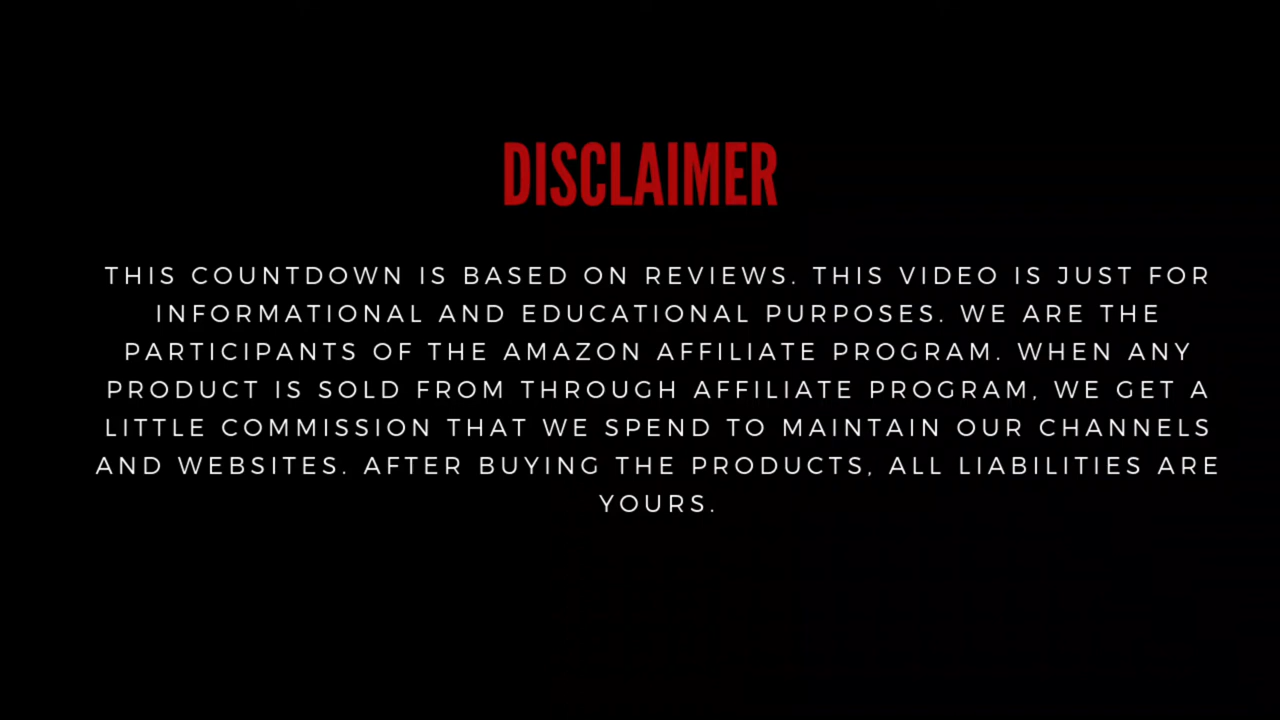 DISCLAIMER
THIS COUNTDOWN IS BASED ON REVIEWS. THIS VIDEO IS JUST FOR
INFORMATIONAL AND EDUCATIONAL PURPOSES. WE ARE THE
PARTICIPANTS OF THE AMAZON AFFILIATE PROGRAM. WHEN ANY
PRODUCT IS SOLD FROM THROUGH AFFILIATE PROGRAM, WE GET A
LITTLE COMMISSION THAT WE SPEND TO MAINTAIN OUR CHANNELS
AND WEBSITES. AFTER BUYING THE PRODUCTS, ALL LIABILITIES ARE
YOURS.